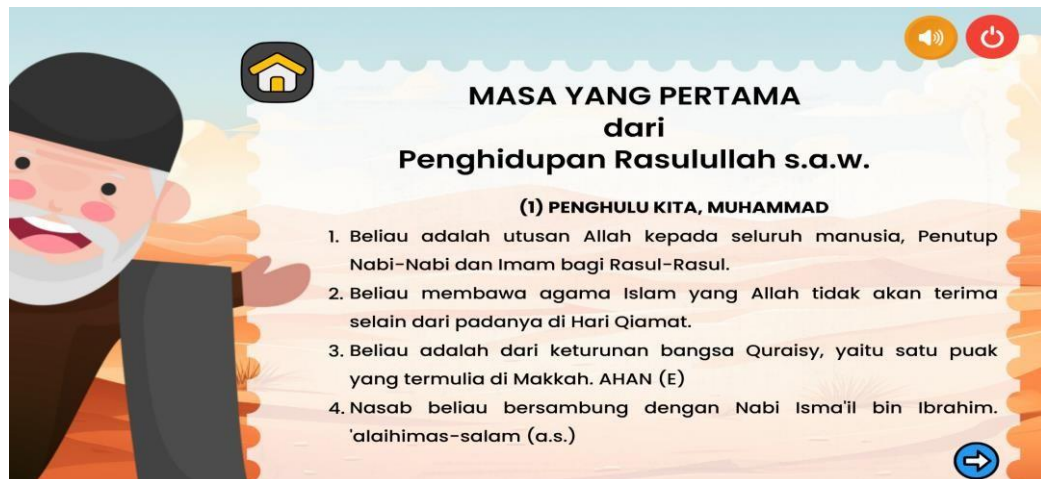 MASA YANG PERTAMA
dari
Penghidupan Rasulullah s.a.w.
(1) PENGHULU KITA, MUHAMMAD
1. Beliau adalah utusan Allah kepada seluruh manusia, Penutup
Nabi-Nabi dan Imam bagi Rasul-Rasul.
2. Beliau membawa agama Islam yang Allah tidak akan terima
selain dari padanya di Hari Qiamat.
3. Beliau adalah dari keturunan bangsa Quraisy, yaitu satu puak
yang termulia di Makkah. AHAN (E)
4. Nasab beliau bersambung dengan Nabi Isma'il bin Ibrahim.
'alaihimas-salam (a.s.)